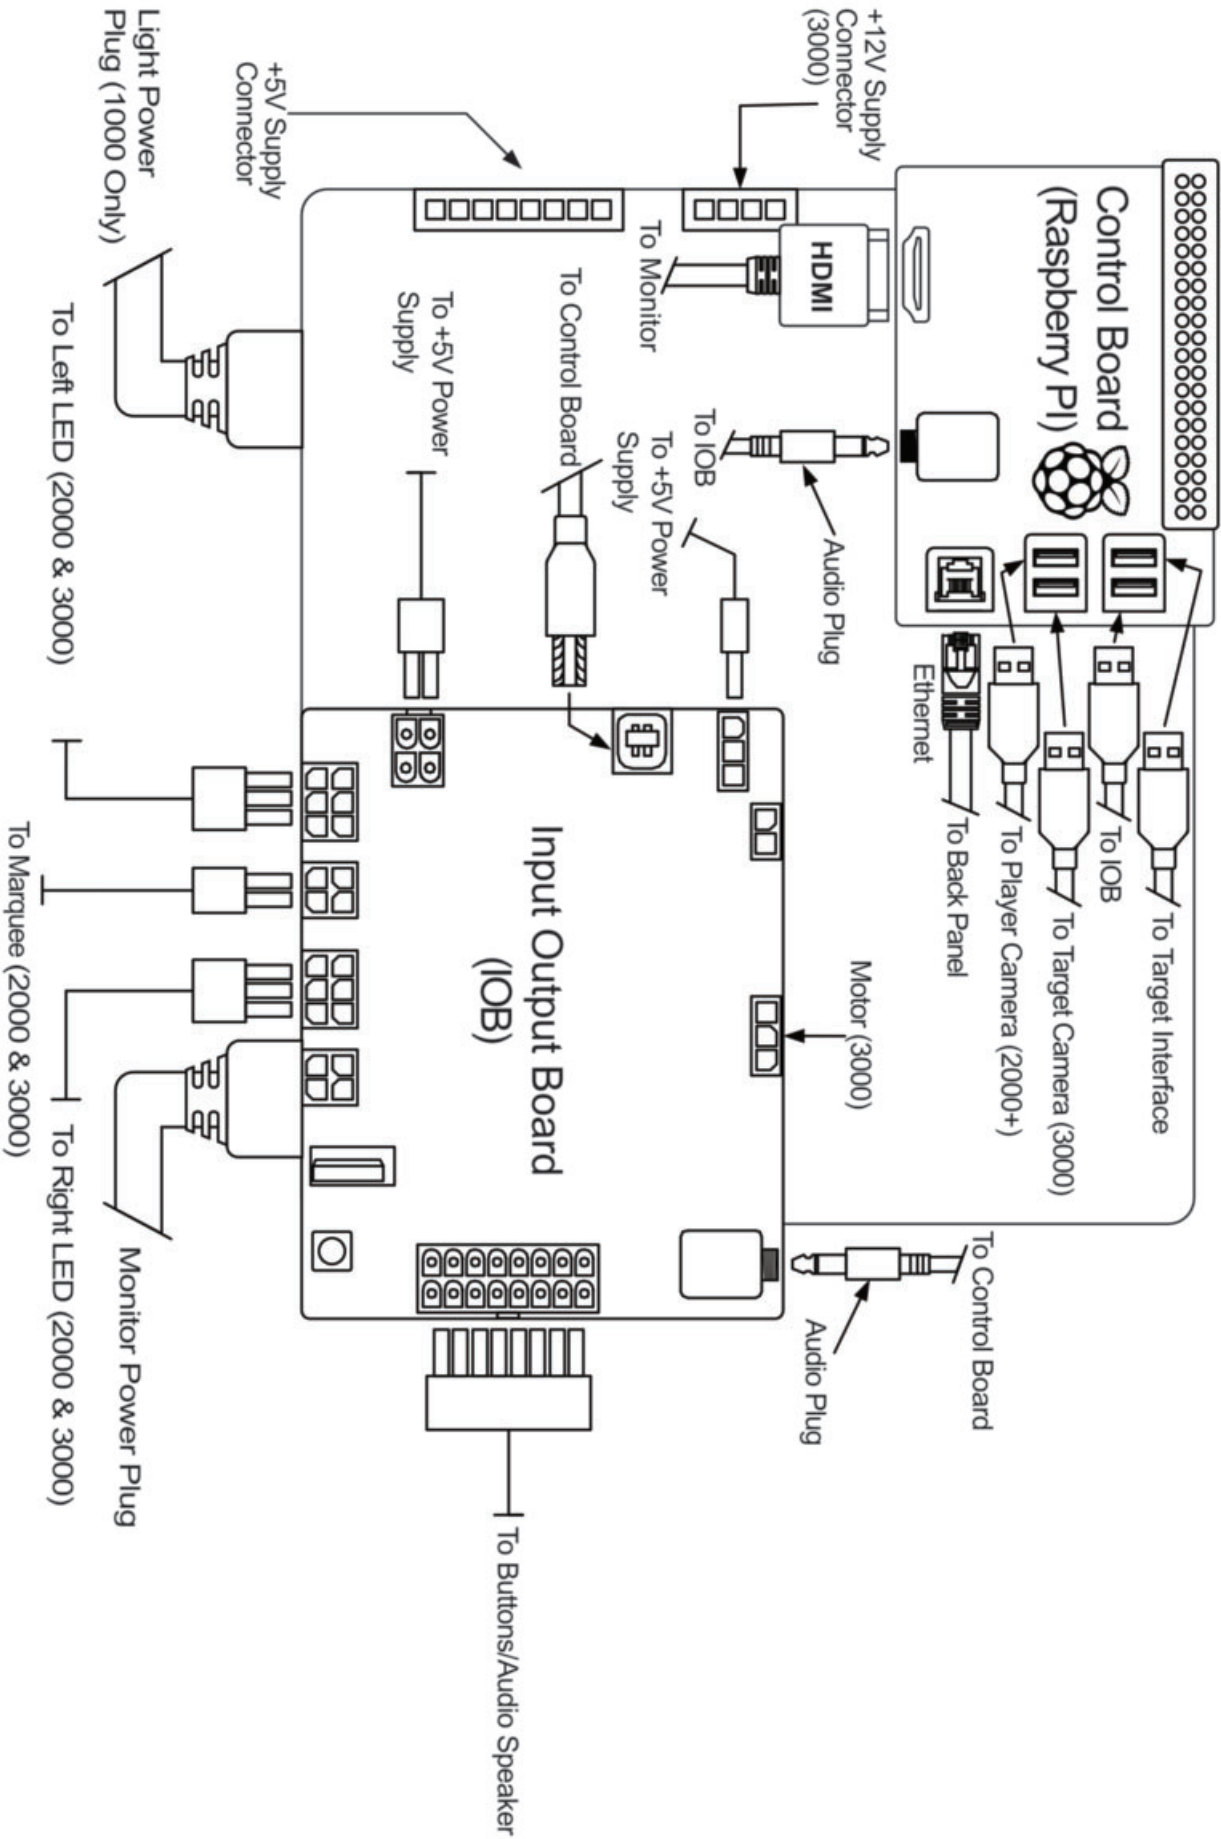 Control Board
(Raspberry PI)
+12V Supply
Connector
(3000)
+5V Supply
Connector
Light Power
Plug (1000 Only)
HDMI
To Monitor
To IOB
Audio Plug
To +5V Power
Supply
To Control Board
To +5V Power
Supply
Ethernet
To Back Panel
To Player Camera (2000+)
To Target Camera (3000)
To IOB
To Target Interface
Motor (3000)
Input Output Board
(IOB)
To Control Board
Audio Plug
To Buttons/Audio Speaker
Monitor Power Plug
To Left LED (2000 & 3000)
To Right LED (2000 & 3000)
To Marquee (2000 & 3000)